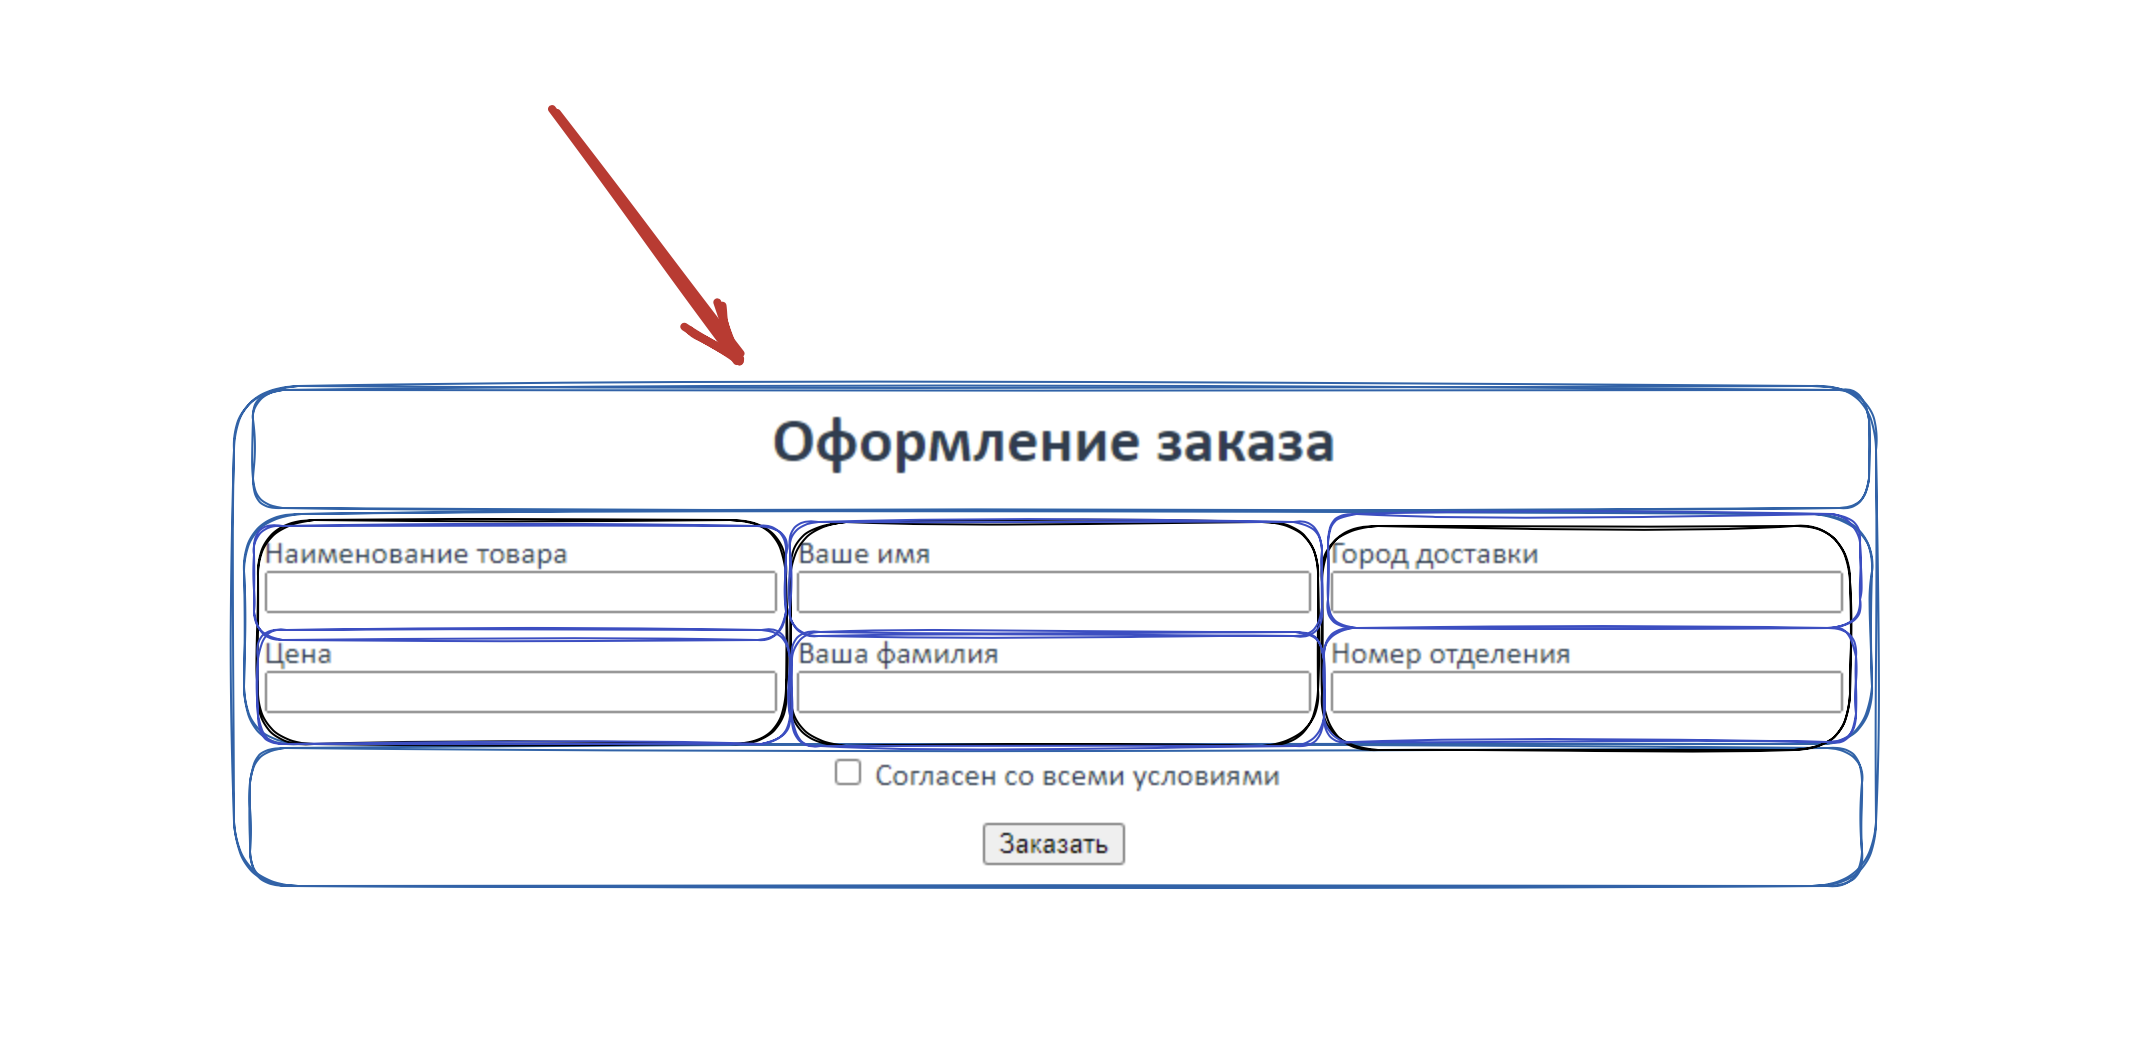 Оформление заказа
Наименование товара
Ваше имя
Город доставки
Цена
Ваша фамилия
Номер отделения
Согласен со всеми условиями
Заказать